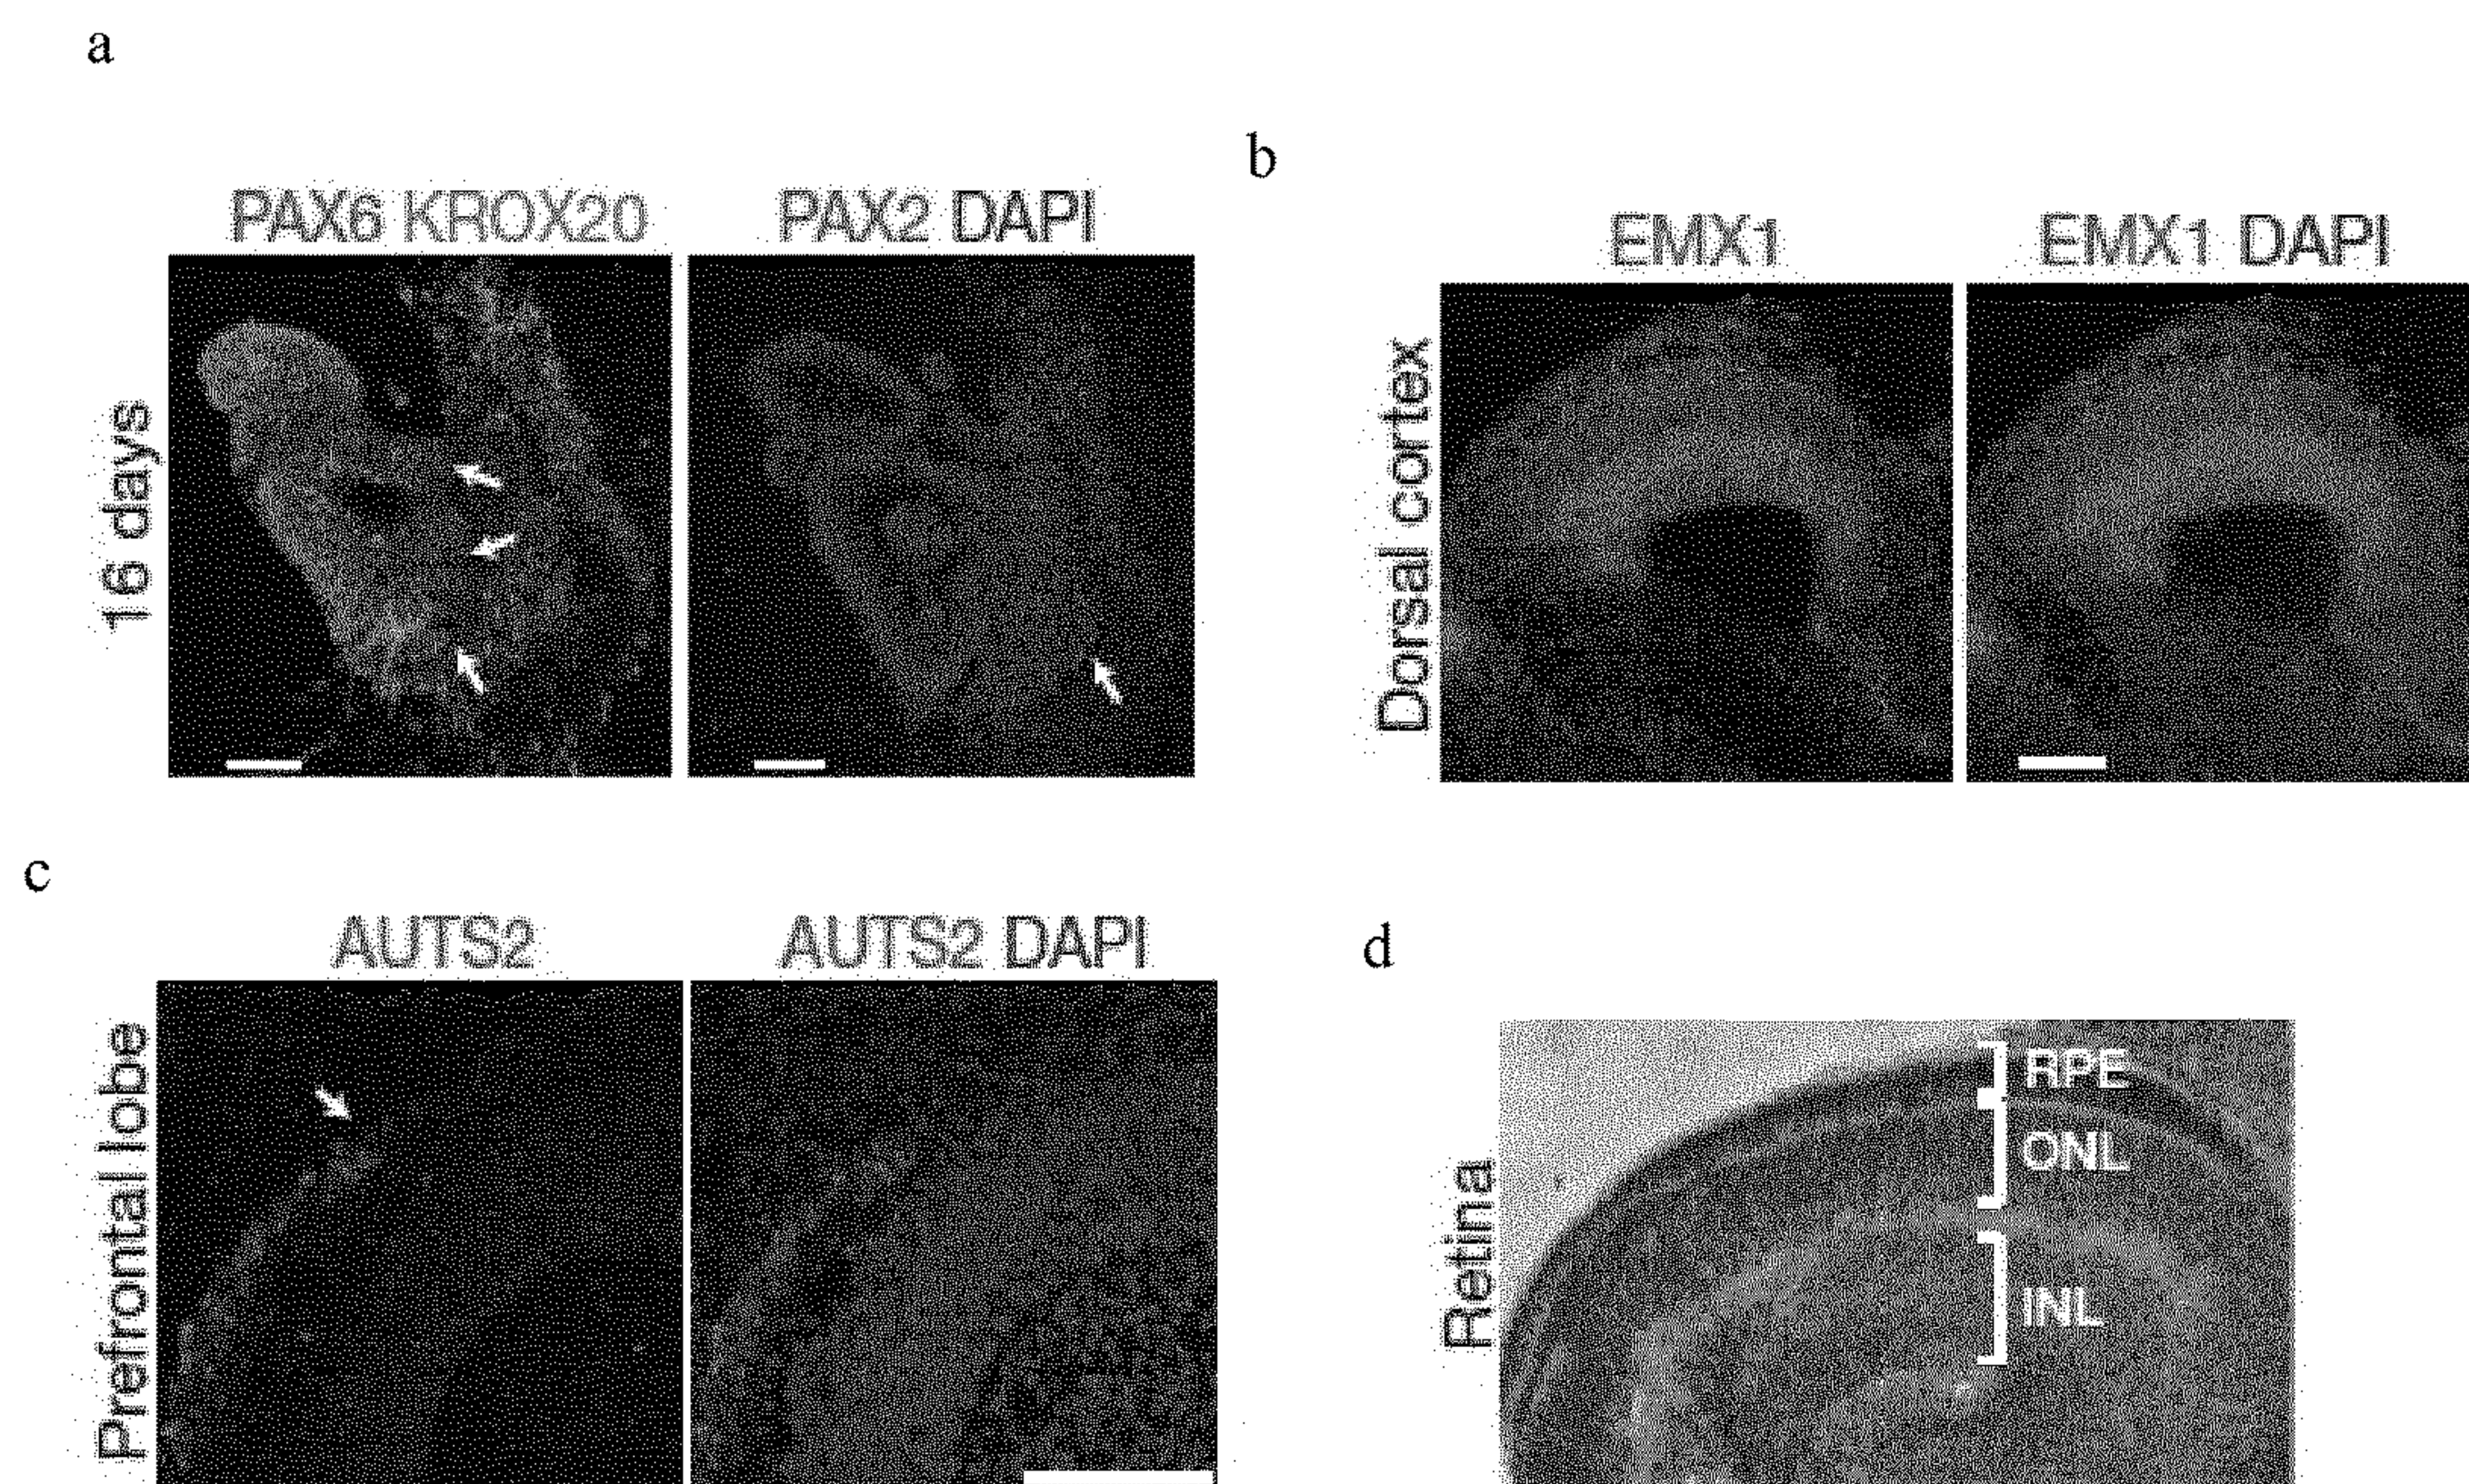 a
PAX6 KROX20
PAX2 DAPI
16 days
b
EMX1
EMX1 DAPI
Dorsal cortex
c
AUTS2
AUTS2 DAPI
Prefrontal lobe
d
Retina
RPE
ONL
INL